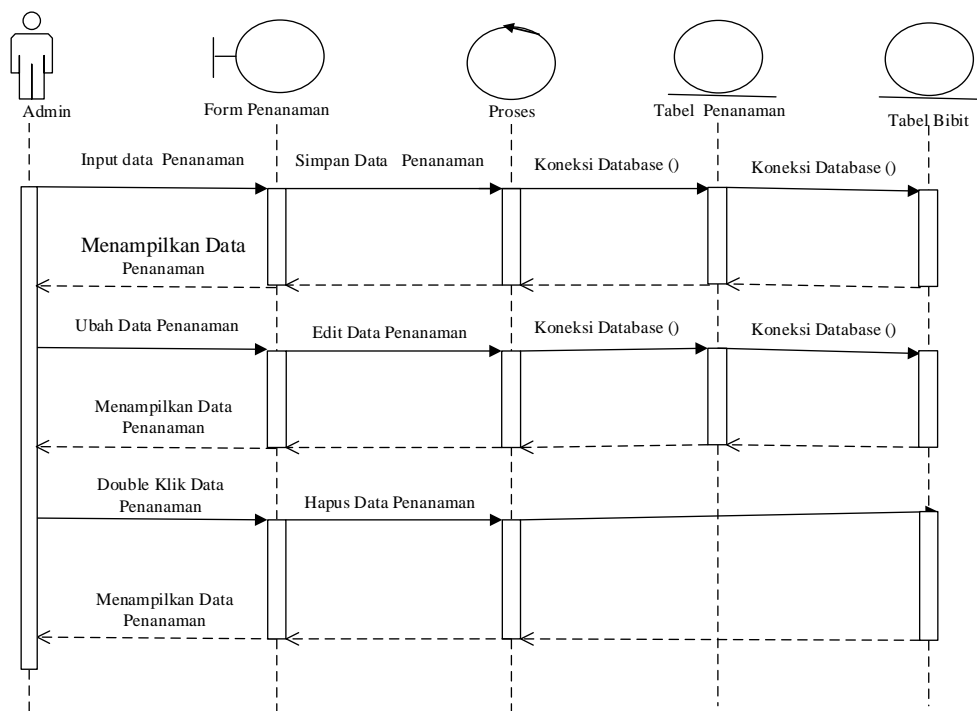 Admin
Form Penanaman
Proses
Tabel Penanaman
Tabel Bibit
Input data Penanaman
Simpan Data Penanaman
Koneksi Database ()
Koneksi Database ()
Menampilkan Data
Penanaman
Ubah Data Penanaman
Edit Data Penanaman
Koneksi Database ()
Koneksi Database ()
Menampilkan Data
Penanaman
Double Klik Data
Penanaman
Hapus Data Penanaman
Menampilkan Data
Penanaman